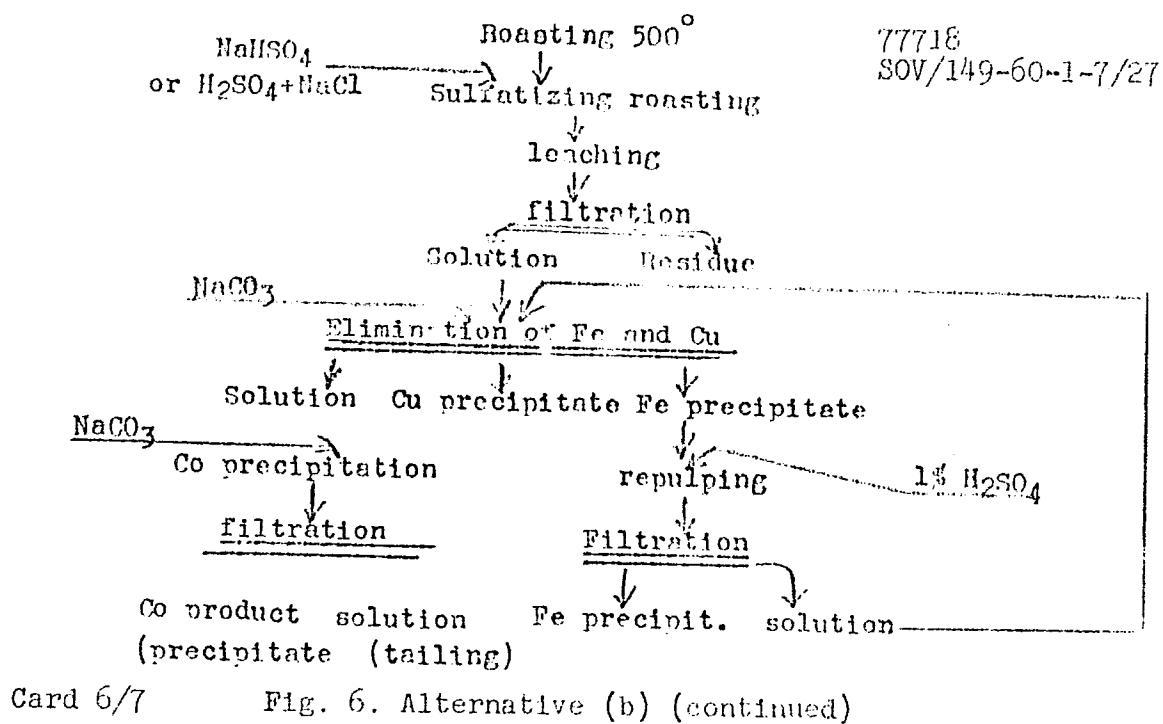 Roasting 500°
77718
SOV/149-60-1-7/27
NaHSO4
or H2SO4+NaCl
Sulfatizing roasting
leaching
filtration
Solution Residue
NaCO3
Elimination of Fe and Cu
Solution Cu precipitate Fe precipitate
NaCO3
Co precipitation
repulping
1% H2SO4
filtration
Filtration
Co product solution Fe precipit. solution
(precipitate (tailing)
Card 6/7 Fig. 6. Alternative (b) (continued)